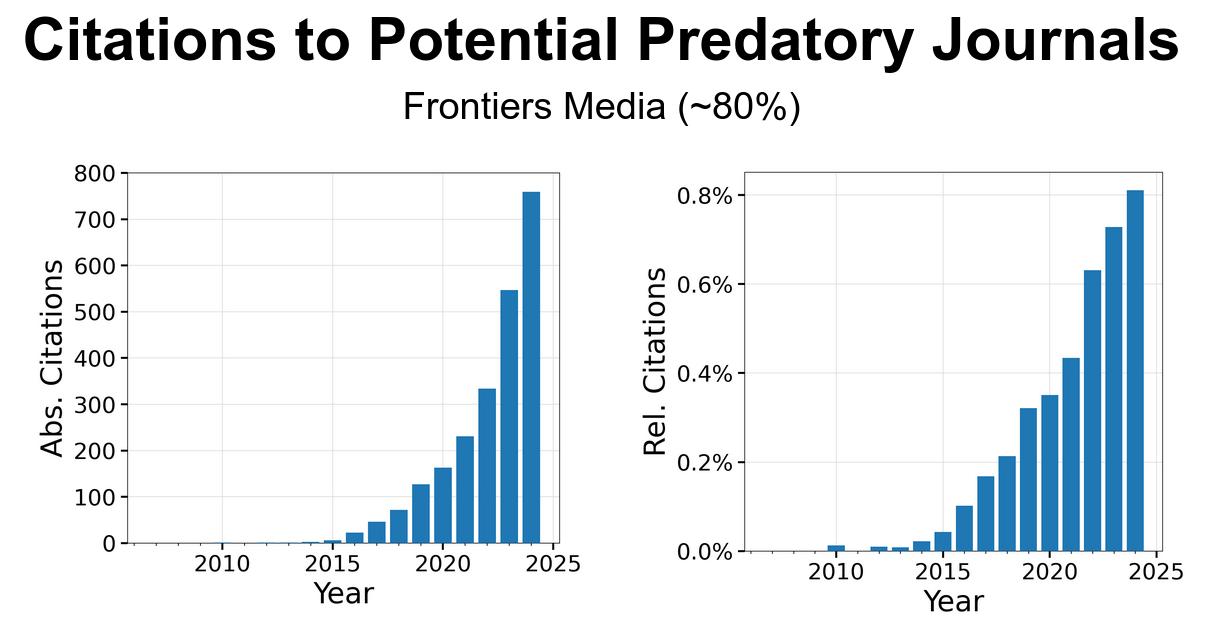 Citations to Potential Predatory Journals
Frontiers Media (~80%)
Abs. Citations
800
700
600
500
400
300
200
100
0
2010 2015 2020 2025
Year
Rel. Citations
0.8%
0.6%
0.4%
0.2%
0.0%
2010 2015 2020 2025
Year